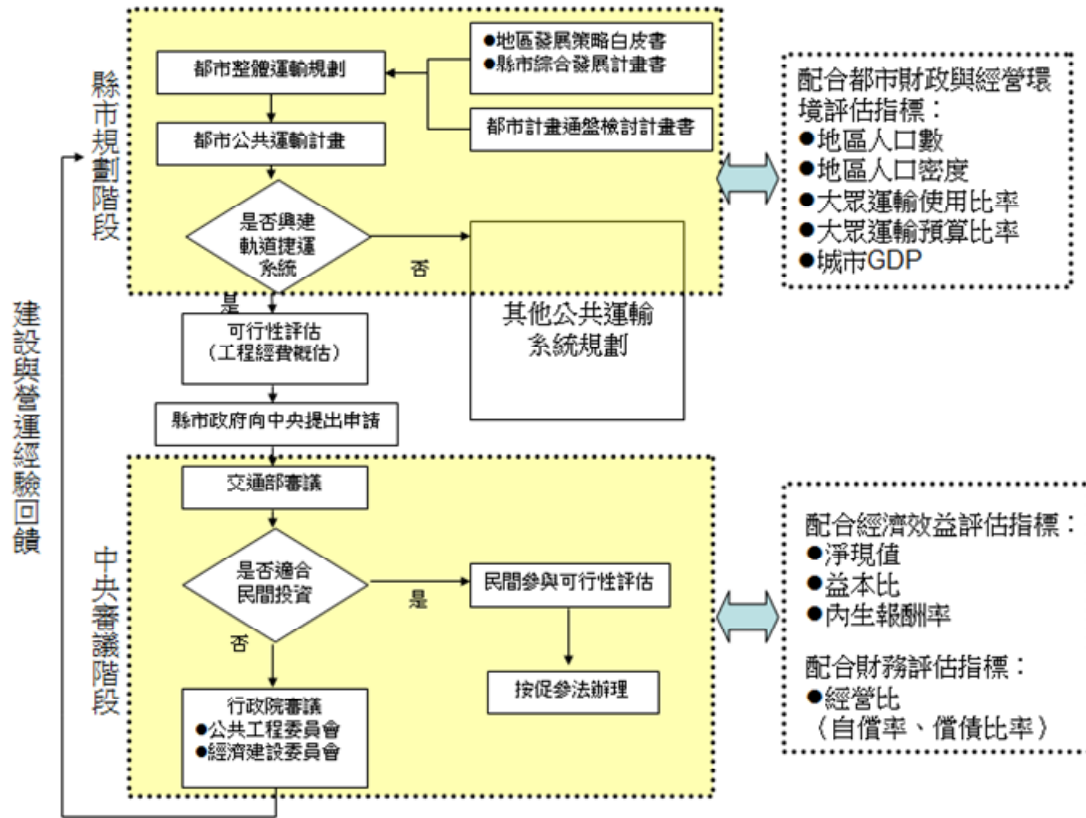 縣市規劃階段
都市整體運輸規劃
●地區發展策略白皮書
●縣市綜合發展計畫書
都市公共運輸計畫
都市計畫通盤檢討計畫書
是否興建
軌道捷運
系統
否
是
其他公共運輸
系統規劃
可行性評估
(工程經費概估)
縣市政府向中央提出申請
配合都市財政與經營環
境評估指標：
●地區人口數
●地區人口密度
●大眾運輸使用比率
●大眾運輸預算比率
●城市GDP
建設與營運經驗回饋
中央審議階段
交通部審議
是否適合
民間投資
是
否
民間參與可行性評估
按促參法辦理
行政院審議
●公共工程委員會
●經濟建設委員會
配合經濟效益評估指標：
●淨現值
●益本比
●內生報酬率
配合財務評估指標：
●經營比
（自償率、償債比率）